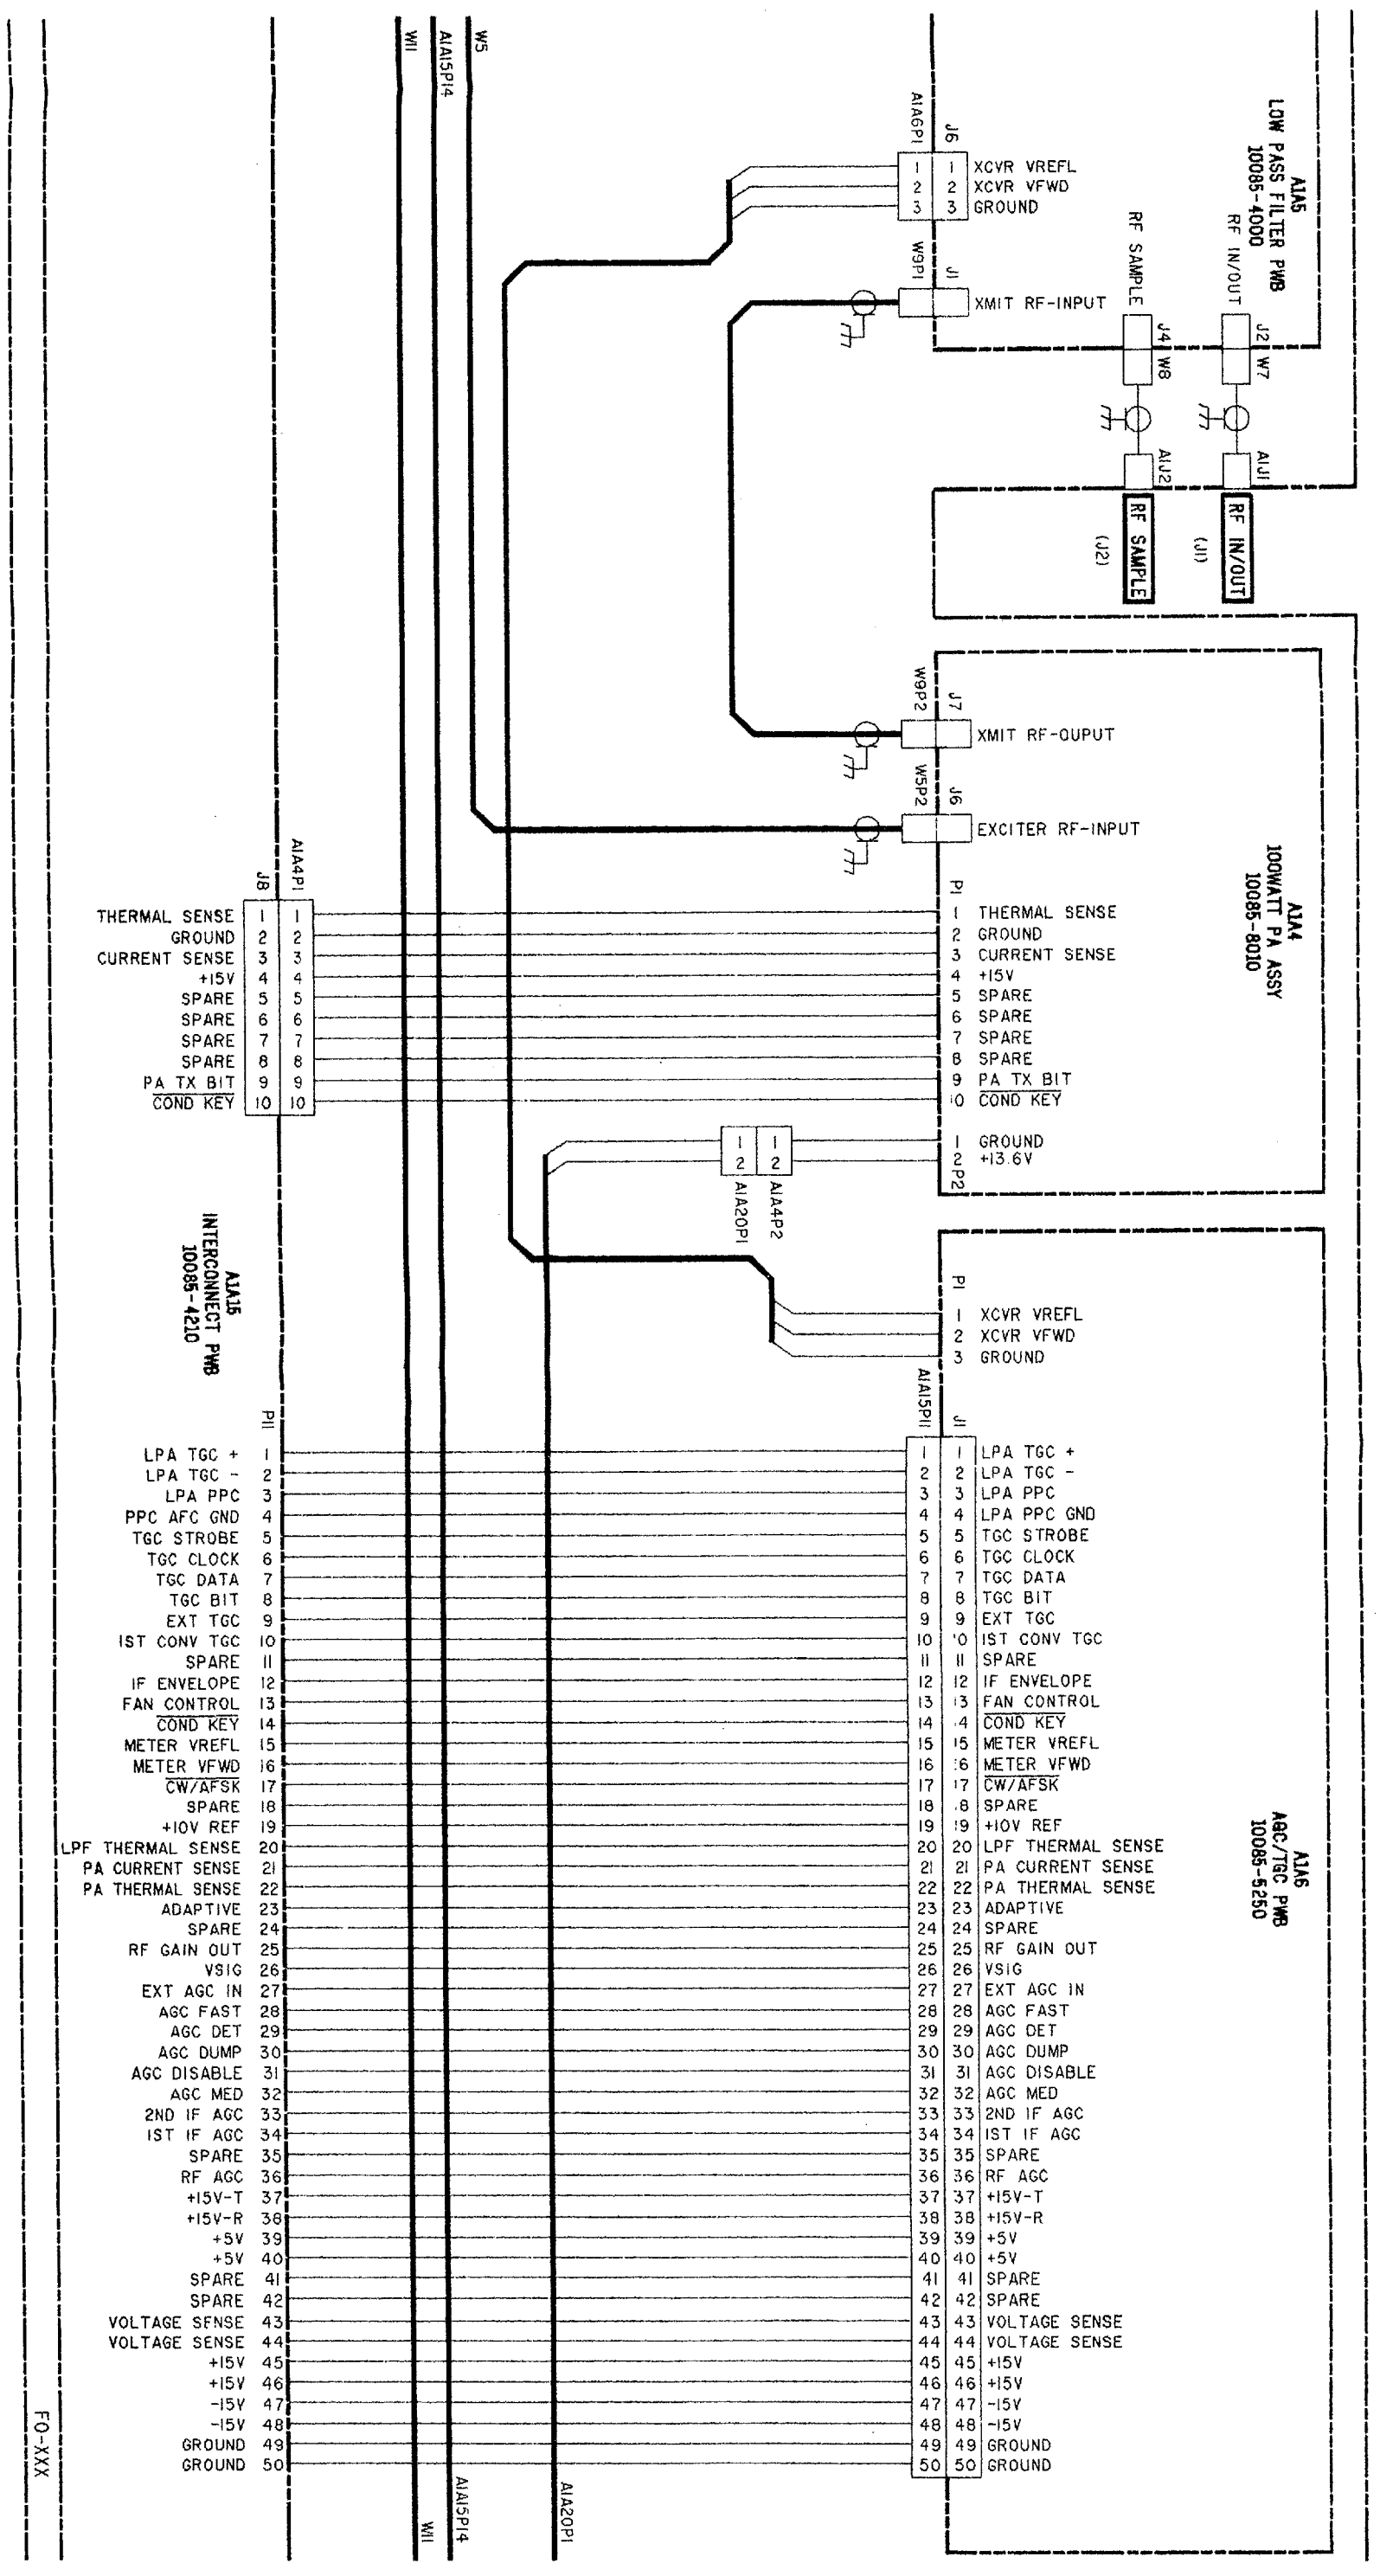 W11
A1A15P14
W5
A1A5
LOW PASS FILTER PWB
10085-4000
A1A6P1
J6
1 1 XCVR VREFL
2 2 XCVR VFWD
3 3 GROUND
W9P1
J1
XMIT RF-INPUT
RF SAMPLE
RF IN/OUT
J4
W8
J2
W7
A1J2
A1J1
RF SAMPLE
(J2)
RF IN/OUT
(J1)
W9P2
J7
XMIT RF-OUPUT
W5P2
J6
EXCITER RF-INPUT
A1A4
100WATT PA ASSY
10085-8010
J8
A1A4P1
P1
THERMAL SENSE 1 1 1 THERMAL SENSE
GROUND 2 2 2 GROUND
CURRENT SENSE 3 3 3 CURRENT SENSE
+15V 4 4 4 +15V
SPARE 5 5 5 SPARE
SPARE 6 6 6 SPARE
SPARE 7 7 7 SPARE
SPARE 8 8 8 SPARE
PA TX BIT 9 9 9 PA TX BIT
COND KEY 10 10 10 COND KEY
1 1 1 GROUND
2 2 2 +13.6V
P2
A1A20P1
A1A4P2
A1A15
INTERCONNECT PWB
10085-4210
P1
1 XCVR VREFL
2 XCVR VFWD
3 GROUND
P11
A1A15P11
J1
LPA TGC + 1 1 1 LPA TGC +
LPA TGC - 2 2 2 LPA TGC -
LPA PPC 3 3 3 LPA PPC
PPC AFC GND 4 4 4 LPA PPC GND
TGC STROBE 5 5 5 TGC STROBE
TGC CLOCK 6 6 6 TGC CLOCK
TGC DATA 7 7 7 TGC DATA
TGC BIT 8 8 8 TGC BIT
EXT TGC 9 9 9 EXT TGC
1ST CONV TGC 10 10 10 1ST CONV TGC
SPARE 11 11 11 SPARE
IF ENVELOPE 12 12 12 IF ENVELOPE
FAN CONTROL 13 13 13 FAN CONTROL
COND KEY 14 14 14 COND KEY
METER VREFL 15 15 15 METER VREFL
METER VFWD 16 16 16 METER VFWD
CW/AFSK 17 17 17 CW/AFSK
SPARE 18 18 18 SPARE
+10V REF 19 19 19 +10V REF
LPF THERMAL SENSE 20 20 20 LPF THERMAL SENSE
PA CURRENT SENSE 21 21 21 PA CURRENT SENSE
PA THERMAL SENSE 22 22 22 PA THERMAL SENSE
ADAPTIVE 23 23 23 ADAPTIVE
SPARE 24 24 24 SPARE
RF GAIN OUT 25 25 25 RF GAIN OUT
VSIG 26 26 26 VSIG
EXT AGC IN 27 27 27 EXT AGC IN
AGC FAST 28 28 28 AGC FAST
AGC DET 29 29 29 AGC DET
AGC DUMP 30 30 30 AGC DUMP
AGC DISABLE 31 31 31 AGC DISABLE
AGC MED 32 32 32 AGC MED
2ND IF AGC 33 33 33 2ND IF AGC
1ST IF AGC 34 34 34 1ST IF AGC
SPARE 35 35 35 SPARE
RF AGC 36 36 36 RF AGC
+15V-T 37 37 37 +15V-T
+15V-R 38 38 38 +15V-R
+5V 39 39 39 +5V
+5V 40 40 40 +5V
SPARE 41 41 41 SPARE
SPARE 42 42 42 SPARE
VOLTAGE SENSE 43 43 43 VOLTAGE SENSE
VOLTAGE SENSE 44 44 44 VOLTAGE SENSE
+15V 45 45 45 +15V
+15V 46 46 46 +15V
-15V 47 47 47 -15V
-15V 48 48 48 -15V
GROUND 49 49 49 GROUND
GROUND 50 50 50 GROUND
A1A6
AGC/TGC PWB
10085-5250
W11
A1A15P14
A1A20P1
FO-XXX